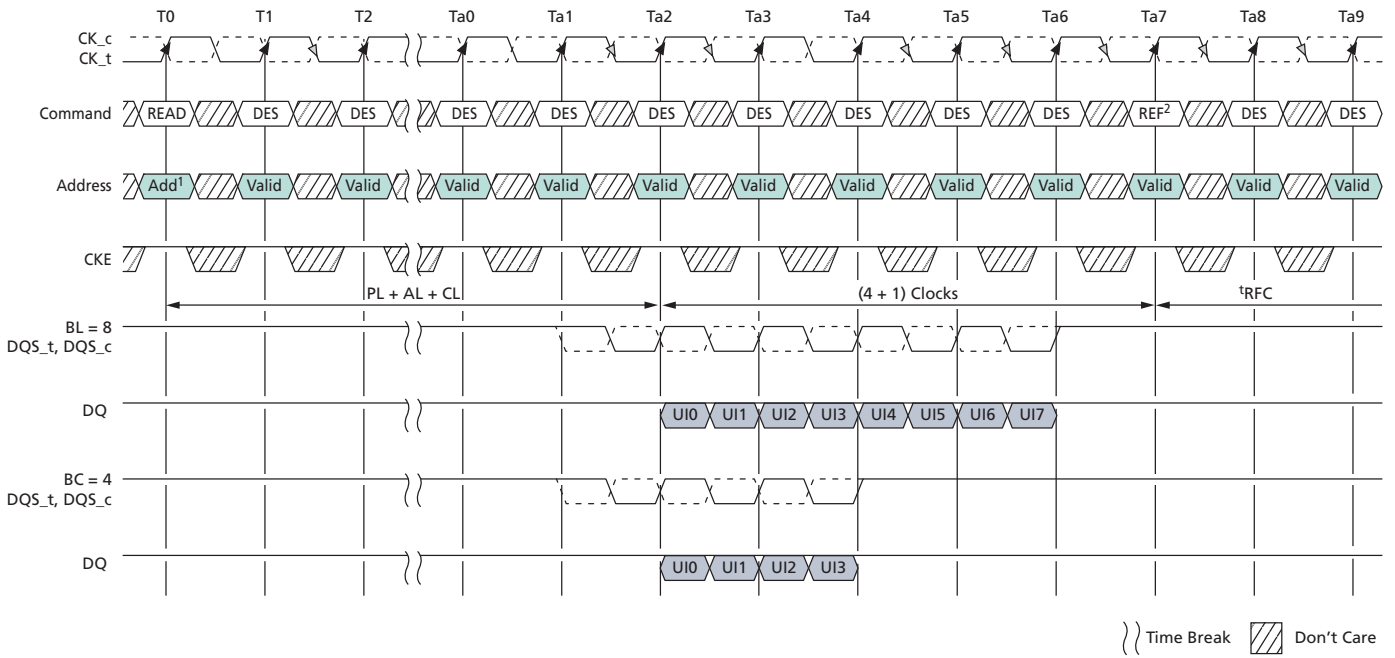 T0 T1 T2 Ta0 Ta1 Ta2 Ta3 Ta4 Ta5 Ta6 Ta7 Ta8 Ta9
CK_c
CK_t
Command READ DES DES DES DES DES DES DES DES DES REF² DES DES
Address Add¹ Valid Valid Valid Valid Valid Valid Valid Valid Valid Valid Valid Valid
CKE
PL + AL + CL (4 + 1) Clocks ᵗRFC
BL = 8
DQS_t, DQS_c
DQ UI0 UI1 UI2 UI3 UI4 UI5 UI6 UI7
BC = 4
DQS_t, DQS_c
DQ UI0 UI1 UI2 UI3
Time Break Don't Care